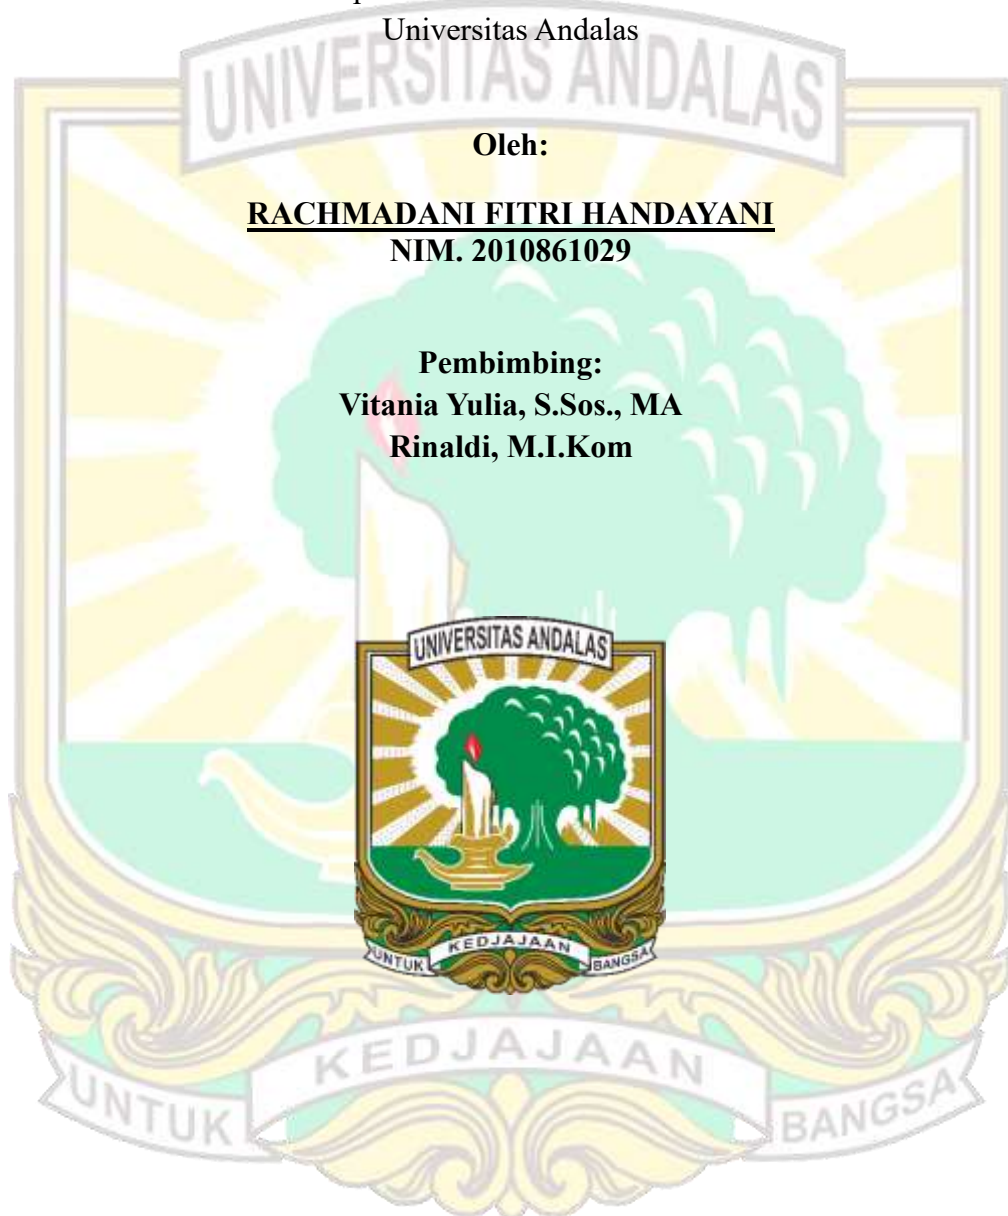 Universitas Andalas
UNIVERSITAS ANDALAS
Oleh:
RACHMADANI FITRI HANDAYANI
NIM. 2010861029
Pembimbing:
Vitania Yulia, S.Sos., MA
Rinaldi, M.I.Kom
UNIVERSITAS ANDALAS
UNTUK KEDJAJAAN BANGSA
UNTUK KEDJAJAAN BANGSA